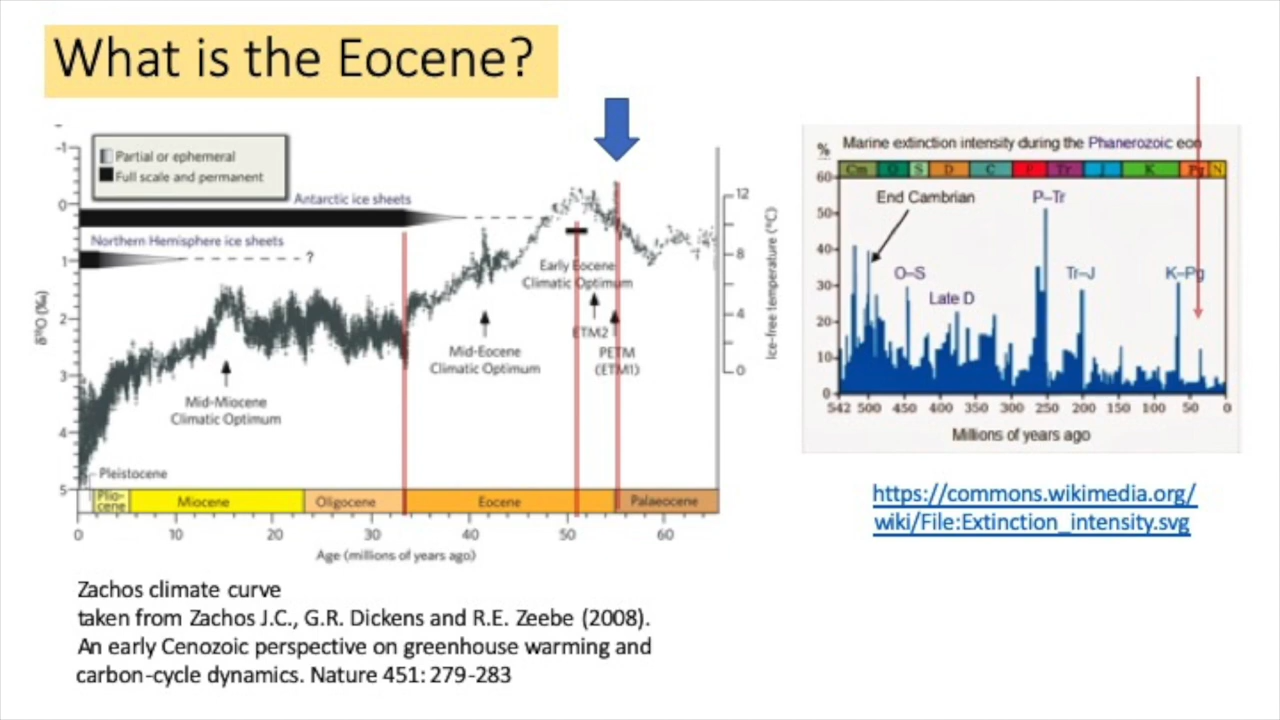 What is the Eocene?
-1
0
1
2
3
4
5
δ¹⁸O (‰)
Partial or ephemeral
Full scale and permanent
Antarctic ice sheets
Northern Hemisphere ice sheets
?
Early Eocene
Climatic Optimum
ETM2
PETM
(ETM1)
Mid-Eocene
Climatic Optimum
Mid-Miocene
Climatic Optimum
Pleistocene
Plio-
cene
Miocene
Oligocene
Eocene
Palaeocene
0 10 20 30 40 50 60
Age (millions of years ago)
12
8
4
0
Ice-free temperature (°C)
Zachos climate curve
taken from Zachos J.C., G.R. Dickens and R.E. Zeebe (2008).
An early Cenozoic perspective on greenhouse warming and
carbon-cycle dynamics. Nature 451: 279-283
% Marine extinction intensity during the Phanerozoic eon
Cm O S D C P Tr J K Pg N
60
50
40
30
20
10
0
End Cambrian
P–Tr
O–S
Late D
Tr–J
K–Pg
542 500 450 400 350 300 250 200 150 100 50 0
Millions of years ago
https://commons.wikimedia.org/
wiki/File:Extinction_intensity.svg